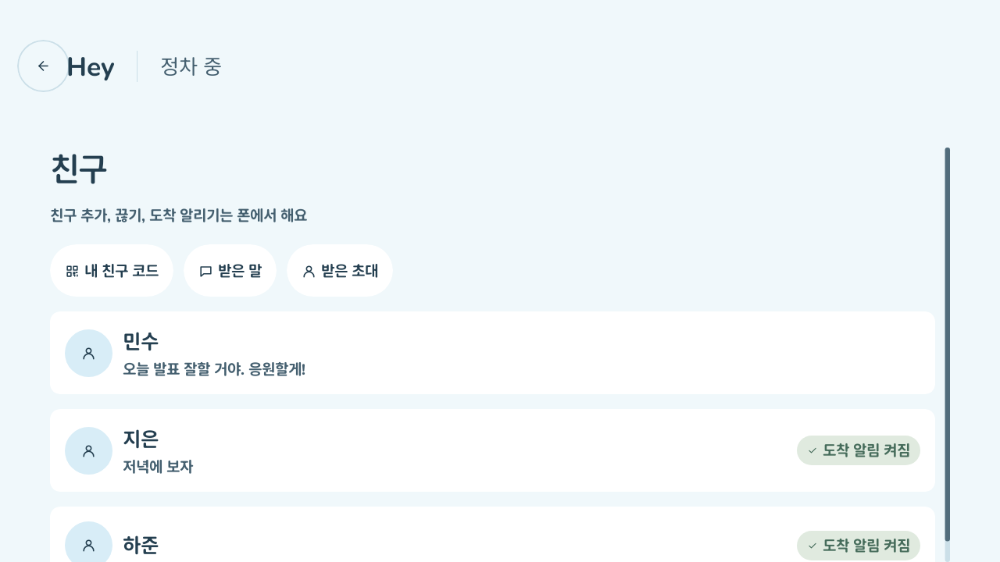 Hey
정차 중
친구
친구 추가, 끊기, 도착 알리기는 폰에서 해요
내 친구 코드
받은 말
받은 초대
민수
오늘 발표 잘할 거야. 응원할게!
지은
저녁에 보자
도착 알림 켜짐
하준
도착 알림 켜짐